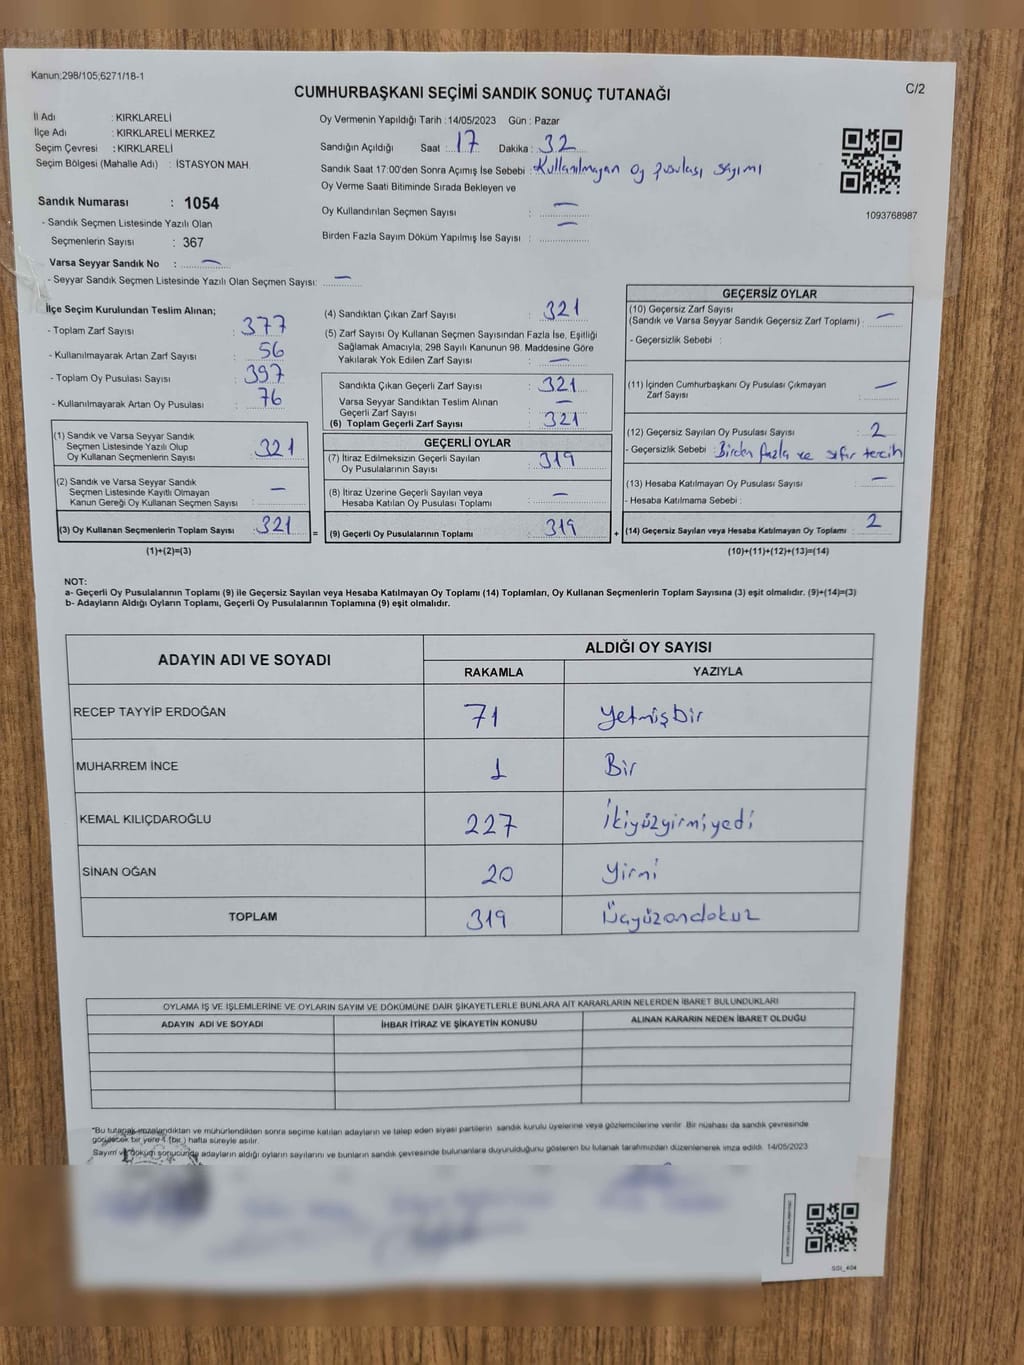 Kanun:298/105;6271/18-1
C/2
CUMHURBAŞKANI SEÇİMİ SANDIK SONUÇ TUTANAĞI
İl Adı : KIRKLARELİ
İlçe Adı : KIRKLARELİ MERKEZ
Seçim Çevresi : KIRKLARELİ
Seçim Bölgesi (Mahalle Adı) : İSTASYON MAH.
Sandık Numarası : 1054
- Sandık Seçmen Listesinde Yazılı Olan
Seçmenlerin Sayısı : 367
Varsa Seyyar Sandık No : —
- Seyyar Sandık Seçmen Listesinde Yazılı Olan Seçmen Sayısı: —
Oy Vermenin Yapıldığı Tarih : 14/05/2023 Gün : Pazar
Sandığın Açıldığı Saat : 17 Dakika : 32
Sandık Saat 17:00'den Sonra Açımış İse Sebebi : Kullanılmayan oy pusulası sayımı
Oy Verme Saati Bitiminde Sırada Bekleyen ve
Oy Kullandırılan Seçmen Sayısı : —
Birden Fazla Sayım Döküm Yapılmış İse Sayısı : —
1093768987
İlçe Seçim Kurulundan Teslim Alınan;
- Toplam Zarf Sayısı : 377
- Kullanılmayarak Artan Zarf Sayısı : 56
- Toplam Oy Pusulası Sayısı : 397
- Kullanılmayarak Artan Oy Pusulası : 76
(1) Sandık ve Varsa Seyyar Sandık
Seçmen Listesinde Yazılı Olup
Oy Kullanan Seçmenlerin Sayısı : 321
(2) Sandık ve Varsa Seyyar Sandık
Seçmen Listesinde Kayıtlı Olmayan
Kanun Gereği Oy Kullanan Seçmen Sayısı : —
(3) Oy Kullanan Seçmenlerin Toplam Sayısı : 321
(1)+(2)=(3)
(4) Sandıktan Çıkan Zarf Sayısı : 321
(5) Zarf Sayısı Oy Kullanan Seçmen Sayısından Fazla İse, Eşitliği
Sağlamak Amacıyla; 298 Sayılı Kanunun 98. Maddesine Göre
Yakılarak Yok Edilen Zarf Sayısı : —
Sandıkta Çıkan Geçerli Zarf Sayısı : 321
Varsa Seyyar Sandıktan Teslim Alınan
Geçerli Zarf Sayısı : —
(6) Toplam Geçerli Zarf Sayısı : 321
GEÇERLİ OYLAR
(7) İtiraz Edilmeksizin Geçerli Sayılan
Oy Pusulalarının Sayısı : 319
(8) İtiraz Üzerine Geçerli Sayılan veya
Hesaba Katılan Oy Pusulası Toplamı : —
= (9) Geçerli Oy Pusulalarının Toplamı : 319 +
GEÇERSİZ OYLAR
(10) Geçersiz Zarf Sayısı
(Sandık ve Varsa Seyyar Sandık Geçersiz Zarf Toplamı) : —
- Geçersizlik Sebebi :
(11) İçinden Cumhurbaşkanı Oy Pusulası Çıkmayan
Zarf Sayısı : —
(12) Geçersiz Sayılan Oy Pusulası Sayısı : 2
- Geçersizlik Sebebi : Birden fazla ve sıfır tercih
(13) Hesaba Katılmayan Oy Pusulası Sayısı : —
- Hesaba Katılmama Sebebi :
(14) Geçersiz Sayılan veya Hesaba Katılmayan Oy Toplamı : 2
(10)+(11)+(12)+(13)=(14)
NOT:
a- Geçerli Oy Pusulalarının Toplamı (9) ile Geçersiz Sayılan veya Hesaba Katılmayan Oy Toplamı (14) Toplamları, Oy Kullanan Seçmenlerin Toplam Sayısına (3) eşit olmalıdır. (9)+(14)=(3)
b- Adayların Aldığı Oyların Toplamı, Geçerli Oy Pusulalarının Toplamına (9) eşit olmalıdır.
ADAYIN ADI VE SOYADI ALDIĞI OY SAYISI
RAKAMLA YAZIYLA
RECEP TAYYİP ERDOĞAN 71 Yetmişbir
MUHARREM İNCE 1 Bir
KEMAL KILIÇDAROĞLU 227 İkiyüzyirmiyedi
SİNAN OĞAN 20 Yirmi
TOPLAM 319 Üçyüzondokuz
OYLAMA İŞ VE İŞLEMLERİNE VE OYLARIN SAYIM VE DÖKÜMÜNE DAİR ŞİKAYETLERLE BUNLARA AİT KARARLARIN NELERDEN İBARET BULUNDUKLARI
ADAYIN ADI VE SOYADI İHBAR İTİRAZ VE ŞİKAYETİN KONUSU ALINAN KARARIN NEDEN İBARET OLDUĞU
*Bu tutanak imzalandıktan ve mühürlendikten sonra seçime katılan adayların ve talep eden siyasi partilerin sandık kurulu üyelerine veya gözlemcilerine verilir. Bir nüshası da sandık çevresinde
görülecek bir yere 1 (bir) hafta süreyle asılır.
Sayım ve döküm sonucunda adayların aldığı oyların sayılarını ve bunların sandık çevresinde bulunanlara duyurulduğunu gösteren bu tutanak tarafımızdan düzenlenerek imza edildi. 14/05/2023
SGI_404